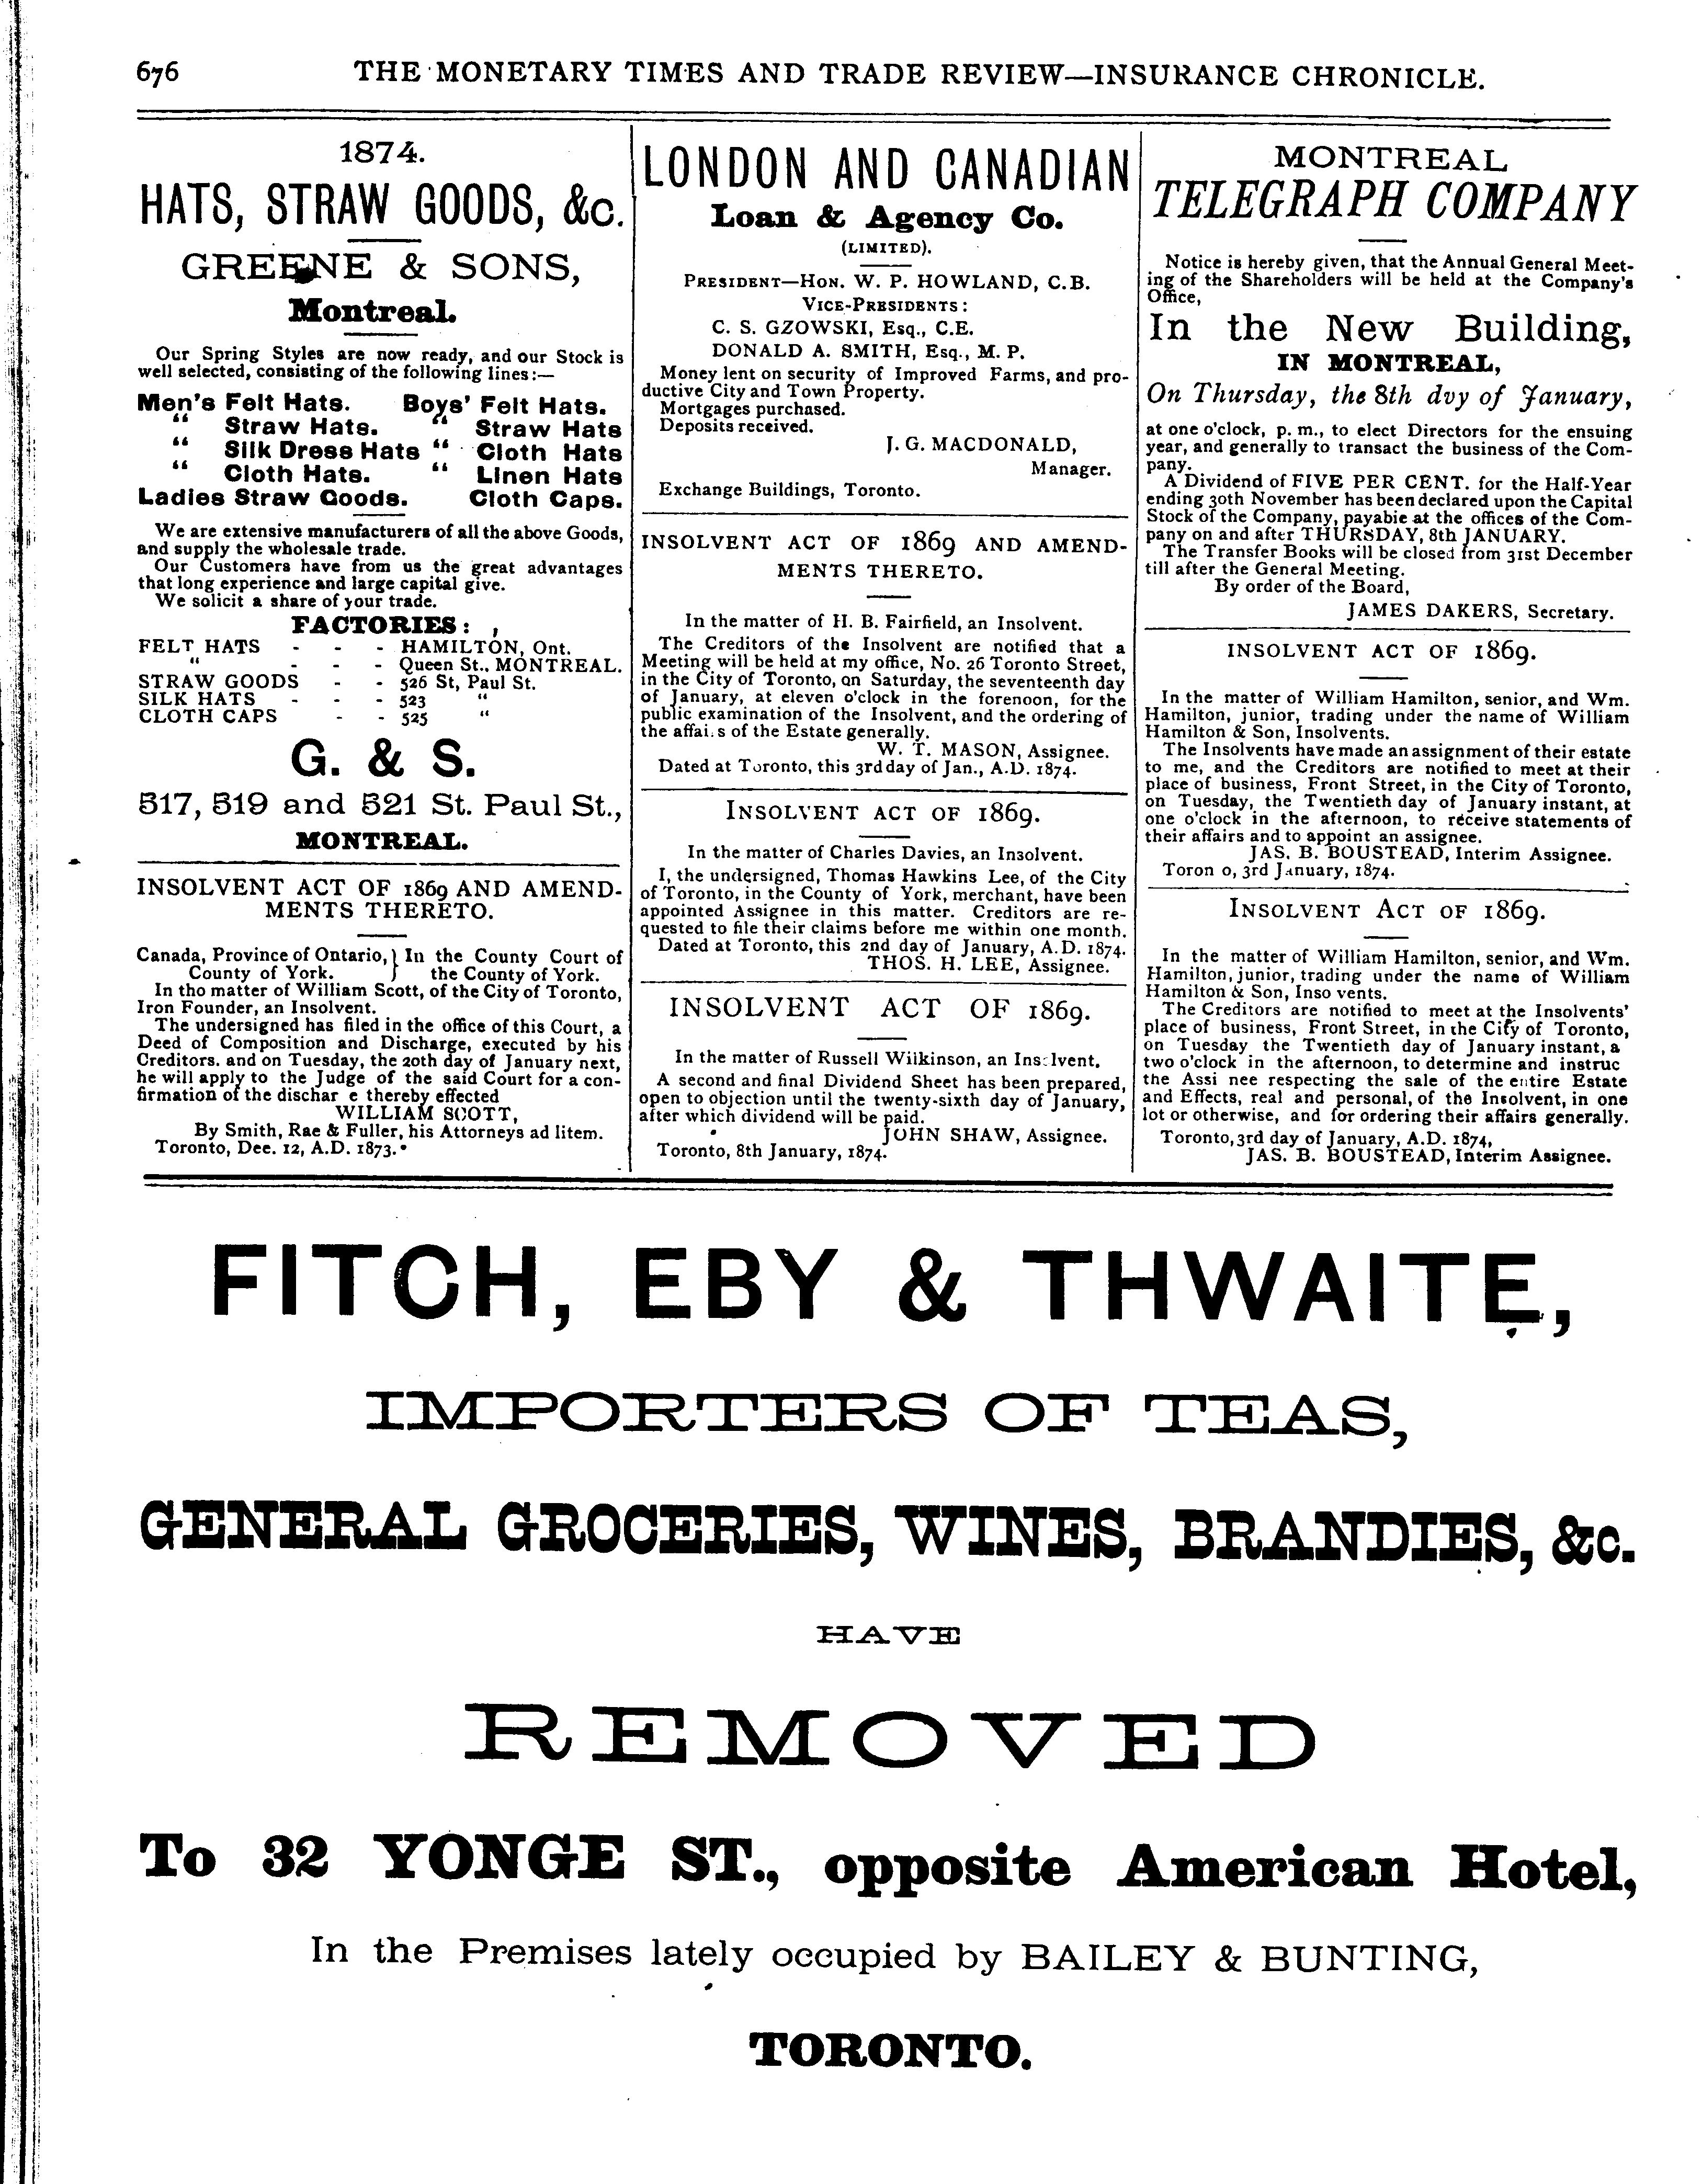 676
THE MONETARY TIMES AND TRADE REVIEW—INSURANCE CHRONICLE.
1874.
HATS, STRAW GOODS, &c.
GREENE & SONS,
Montreal.
Our Spring Styles are now ready, and our Stock is
well selected, consisting of the following lines:—
Men's Felt Hats. Boys' Felt Hats.
“ Straw Hats. “ Straw Hats
“ Silk Dress Hats “ Cloth Hats
“ Cloth Hats. “ Linen Hats
Ladies Straw Goods. Cloth Caps.
We are extensive manufacturers of all the above Goods,
and supply the wholesale trade.
Our Customers have from us the great advantages
that long experience and large capital give.
We solicit a share of your trade.
FACTORIES:
FELT HATS - - - HAMILTON, Ont.
“ - - - Queen St., MONTREAL.
STRAW GOODS - - 526 St, Paul St.
SILK HATS - - - 523 “
CLOTH CAPS - - 525 “
G. & S.
517, 519 and 521 St. Paul St.,
MONTREAL.
INSOLVENT ACT OF 1869 AND AMEND-
MENTS THERETO.
Canada, Province of Ontario, } In the County Court of
County of York. } the County of York.
In tho matter of William Scott, of the City of Toronto,
Iron Founder, an Insolvent.
The undersigned has filed in the office of this Court, a
Deed of Composition and Discharge, executed by his
Creditors. and on Tuesday, the 20th day of January next,
he will apply to the Judge of the said Court for a con-
firmation of the dischar e thereby effected
WILLIAM SCOTT,
By Smith, Rae & Fuller, his Attorneys ad litem.
Toronto, Dec. 12, A.D. 1873.
LONDON AND CANADIAN
Loan & Agency Co.
(LIMITED).
PRESIDENT—HON. W. P. HOWLAND, C.B.
VICE-PRESIDENTS:
C. S. GZOWSKI, Esq., C.E.
DONALD A. SMITH, Esq., M. P.
Money lent on security of Improved Farms, and pro-
ductive City and Town Property.
Mortgages purchased.
Deposits received.
J. G. MACDONALD,
Manager.
Exchange Buildings, Toronto.
INSOLVENT ACT OF 1869 AND AMEND-
MENTS THERETO.
In the matter of H. B. Fairfield, an Insolvent.
The Creditors of the Insolvent are notified that a
Meeting will be held at my office, No. 26 Toronto Street,
in the City of Toronto, on Saturday, the seventeenth day
of January, at eleven o'clock in the forenoon, for the
public examination of the Insolvent, and the ordering of
the affai.s of the Estate generally.
W. T. MASON, Assignee.
Dated at Toronto, this 3rd day of Jan., A.D. 1874.
INSOLVENT ACT OF 1869.
In the matter of Charles Davies, an Insolvent.
I, the undersigned, Thomas Hawkins Lee, of the City
of Toronto, in the County of York, merchant, have been
appointed Assignee in this matter. Creditors are re-
quested to file their claims before me within one month.
Dated at Toronto, this 2nd day of January, A.D. 1874.
THOS. H. LEE, Assignee.
INSOLVENT ACT OF 1869.
In the matter of Russell Wilkinson, an Insolvent.
A second and final Dividend Sheet has been prepared,
open to objection until the twenty-sixth day of January,
after which dividend will be paid.
JOHN SHAW, Assignee.
Toronto, 8th January, 1874.
MONTREAL
TELEGRAPH COMPANY
Notice is hereby given, that the Annual General Meet-
ing of the Shareholders will be held at the Company's
Office,
In the New Building,
IN MONTREAL,
On Thursday, the 8th dvy of January,
at one o'clock, p. m., to elect Directors for the ensuing
year, and generally to transact the business of the Com-
pany.
A Dividend of FIVE PER CENT. for the Half-Year
ending 30th November has been declared upon the Capital
Stock of the Company, payabie at the offices of the Com-
pany on and after THURSDAY, 8th JANUARY.
The Transfer Books will be closed from 31st December
till after the General Meeting.
By order of the Board,
JAMES DAKERS, Secretary.
INSOLVENT ACT OF 1869.
In the matter of William Hamilton, senior, and Wm.
Hamilton, junior, trading under the name of William
Hamilton & Son, Insolvents.
The Insolvents have made an assignment of their estate
to me, and the Creditors are notified to meet at their
place of business, Front Street, in the City of Toronto,
on Tuesday, the Twentieth day of January instant, at
one o'clock in the afternoon, to receive statements of
their affairs and to appoint an assignee.
JAS. B. BOUSTEAD, Interim Assignee.
Toron o, 3rd January, 1874.
INSOLVENT ACT OF 1869.
In the matter of William Hamilton, senior, and Wm.
Hamilton, junior, trading under the name of William
Hamilton & Son, Inso vents.
The Creditors are notified to meet at the Insolvents'
place of business, Front Street, in the City of Toronto,
on Tuesday the Twentieth day of January instant, a
two o'clock in the afternoon, to determine and instruc
the Assi nee respecting the sale of the entire Estate
and Effects, real and personal, of the Insolvent, in one
lot or otherwise, and for ordering their affairs generally.
Toronto, 3rd day of January, A.D. 1874,
JAS. B. BOUSTEAD, Interim Assignee.
FITCH, EBY & THWAITE,
IMPORTERS OF TEAS,
GENERAL GROCERIES, WINES, BRANDIES, &c.
HAVE
REMOVED
To 32 YONGE ST., opposite American Hotel,
In the Premises lately occupied by BAILEY & BUNTING,
TORONTO.